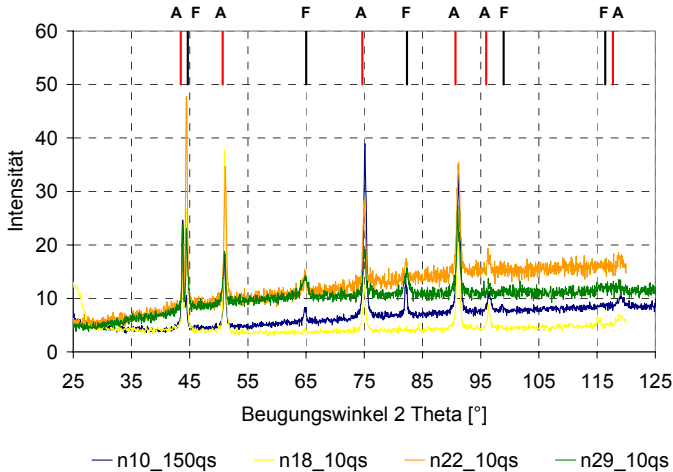 A F A F A F A A F F A
60
50
40
30
20
10
0
Intensität
25 35 45 55 65 75 85 95 105 115 125
Beugungswinkel 2 Theta [°]
n10_150qs n18_10qs n22_10qs n29_10qs